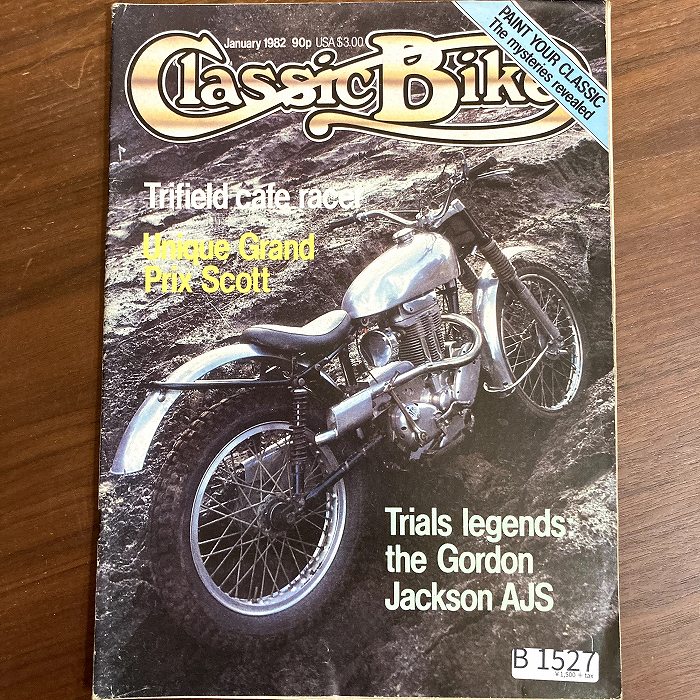 January 1982 90p USA $3.00
Classic Bike
PAINT YOUR CLASSIC
The mysteries revealed
Trifield cafe racer
Unique Grand
Prix Scott
Trials legends:
the Gordon
Jackson AJS
B 1527
¥1,500 + tax